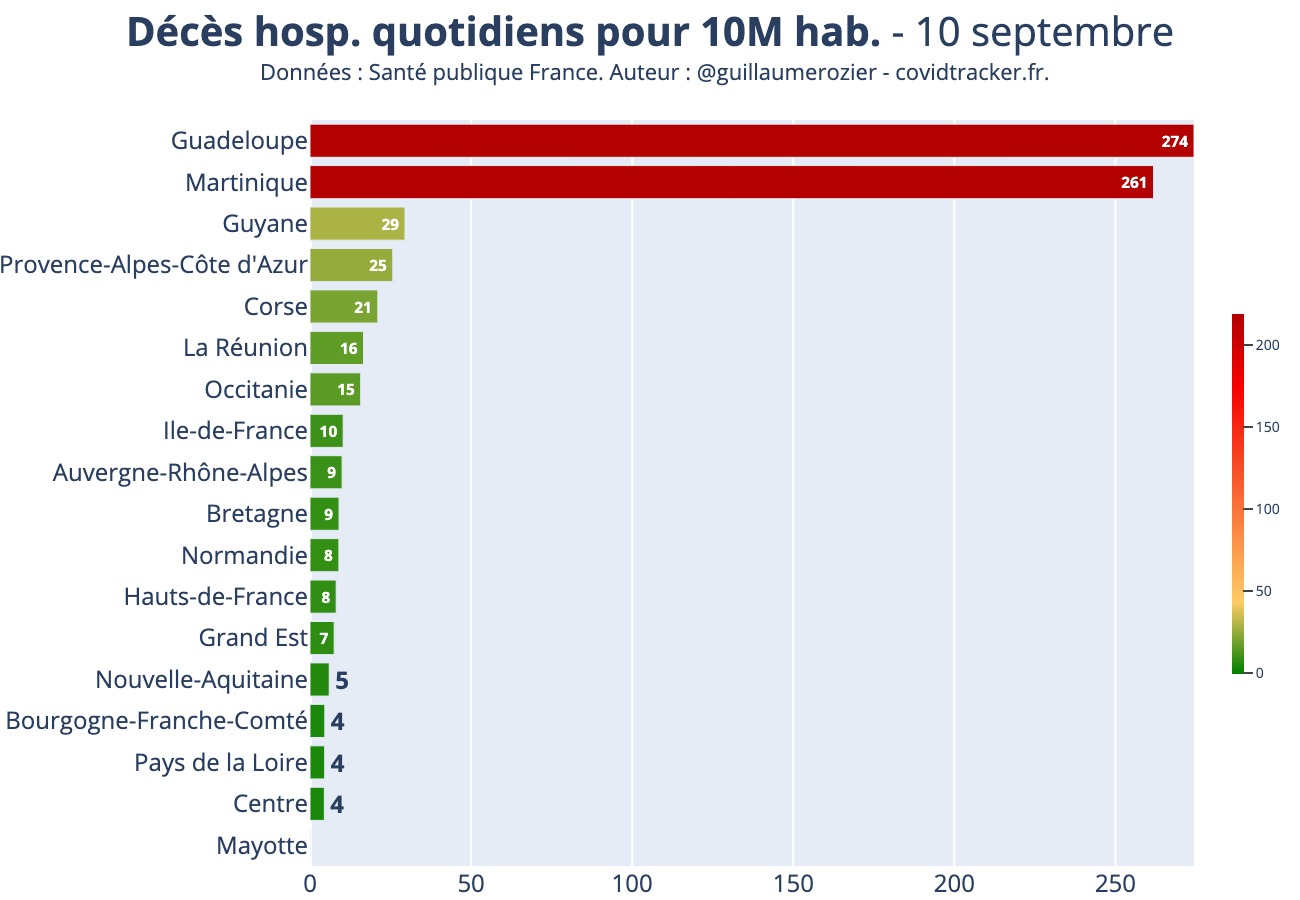 Décès hosp. quotidiens pour 10M hab. - 10 septembre
Données : Santé publique France. Auteur : @guillaumerozier - covidtracker.fr.
Guadeloupe 274
Martinique 261
Guyane 29
Provence-Alpes-Côte d'Azur 25
Corse 21
La Réunion 16
Occitanie 15
Ile-de-France 10
Auvergne-Rhône-Alpes 9
Bretagne 9
Normandie 8
Hauts-de-France 8
Grand Est 7
Nouvelle-Aquitaine 5
Bourgogne-Franche-Comté 4
Pays de la Loire 4
Centre 4
Mayotte
0 50 100 150 200 250
200
150
100
50
0